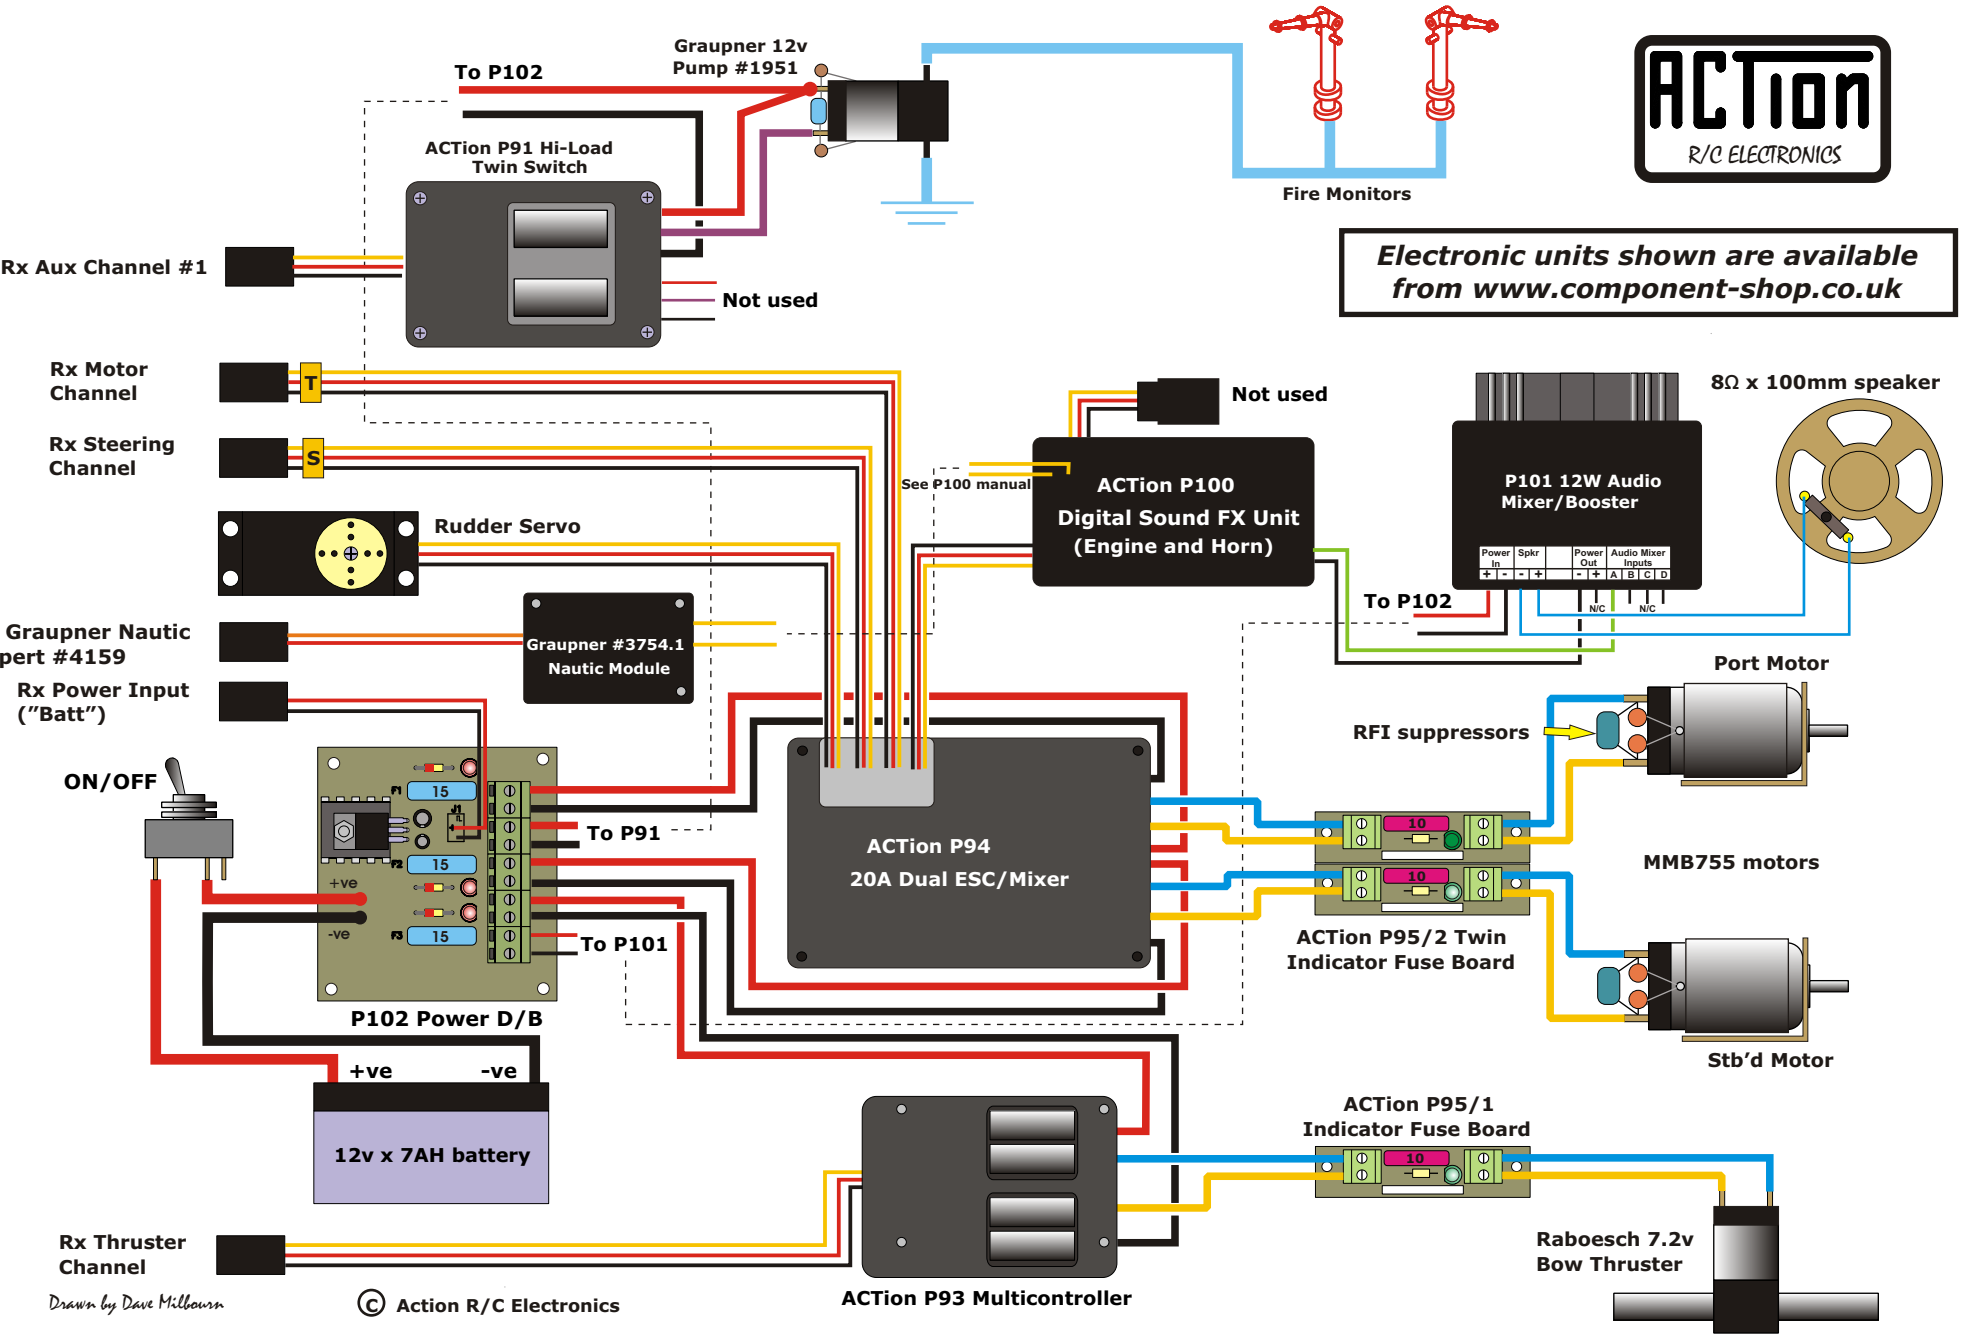 To P102
Graupner 12v
Pump #1951
ACTion
R/C ELECTRONICS
ACTion P91 Hi-Load
Twin Switch
Fire Monitors
Electronic units shown are available
from www.component-shop.co.uk
Rx Aux Channel #1
Not used
Rx Motor
Channel
T
Rx Steering
Channel
S
Not used
8Ω x 100mm speaker
See P100 manual
ACTion P100
Digital Sound FX Unit
(Engine and Horn)
P101 12W Audio
Mixer/Booster
Power
In
Spkr
Power
Out
Audio Mixer
Inputs
+ - - + - + A B C D
N/C N/C
Rudder Servo
To P102
Graupner Nautic
pert #4159
Graupner #3754.1
Nautic Module
Rx Power Input
("Batt")
Port Motor
RFI suppressors
ON/OFF
F1
15
J1
To P91
F2
15
+ve
-ve
F3
15
To P101
P102 Power D/B
ACTion P94
20A Dual ESC/Mixer
10
10
MMB755 motors
ACTion P95/2 Twin
Indicator Fuse Board
Stb'd Motor
+ve
-ve
12v x 7AH battery
ACTion P95/1
Indicator Fuse Board
10
Rx Thruster
Channel
Raboesch 7.2v
Bow Thruster
ACTion P93 Multicontroller
Drawn by Dave Milbourn
© Action R/C Electronics